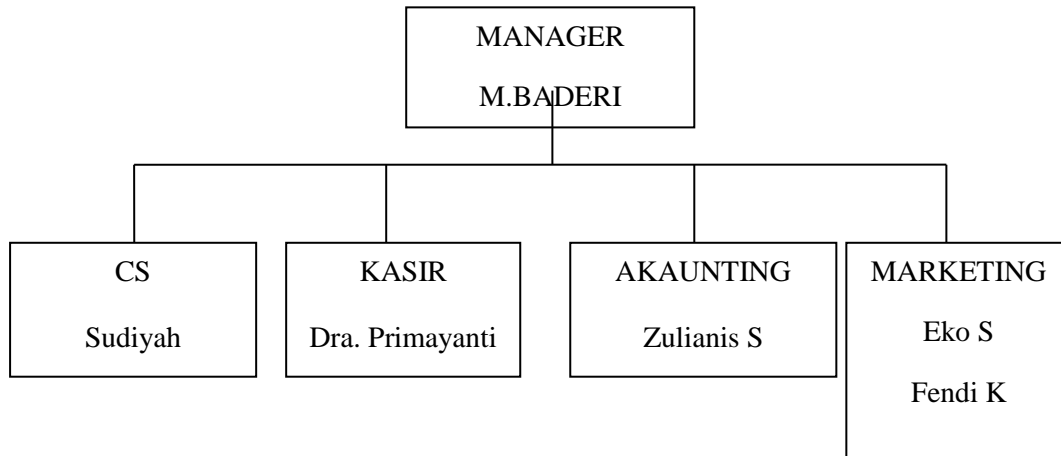 MANAGER
M.BADERI
CS
Sudiyah
KASIR
Dra. Primayanti
AKAUNTING
Zulianis S
MARKETING
Eko S
Fendi K